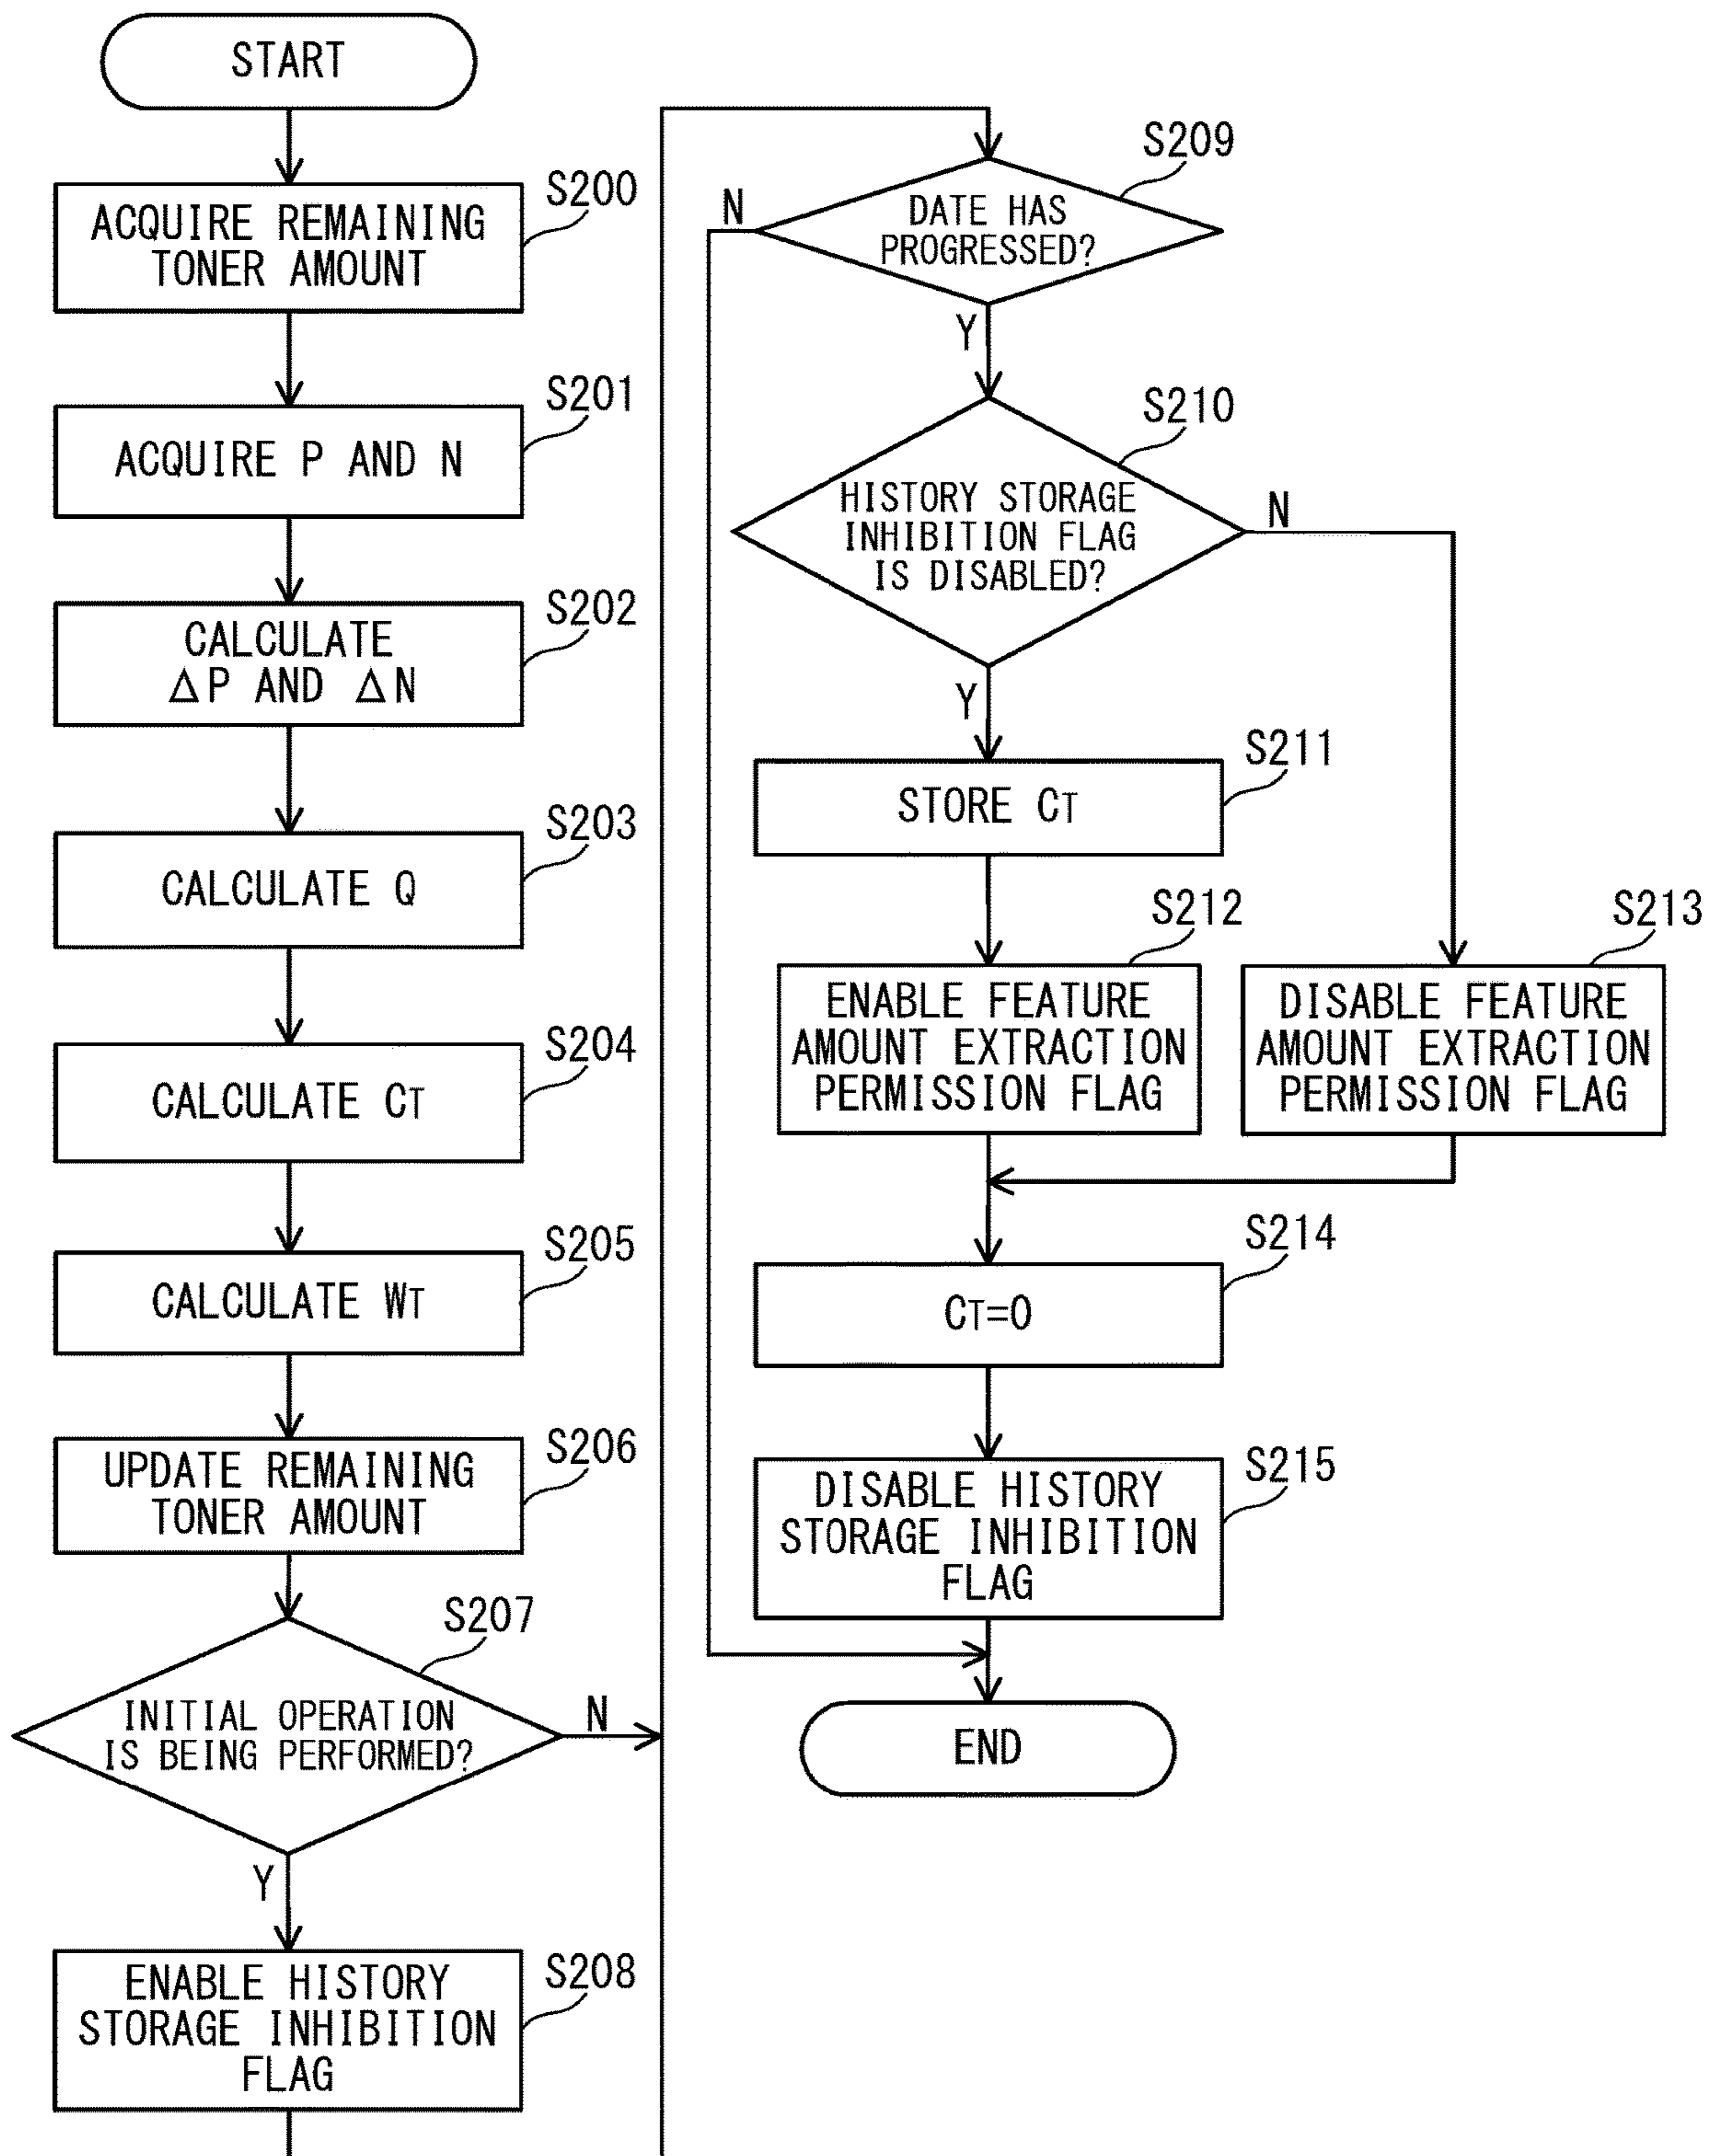 START
S200
ACQUIRE REMAINING
TONER AMOUNT
S201
ACQUIRE P AND N
S202
CALCULATE
△P AND △N
S203
CALCULATE Q
S204
CALCULATE CT
S205
CALCULATE WT
S206
UPDATE REMAINING
TONER AMOUNT
S207
INITIAL OPERATION
IS BEING PERFORMED?
N
Y
S208
ENABLE HISTORY
STORAGE INHIBITION
FLAG
S209
DATE HAS
PROGRESSED?
N
Y
S210
HISTORY STORAGE
INHIBITION FLAG
IS DISABLED?
N
Y
S211
STORE CT
S212
ENABLE FEATURE
AMOUNT EXTRACTION
PERMISSION FLAG
S213
DISABLE FEATURE
AMOUNT EXTRACTION
PERMISSION FLAG
S214
CT=0
S215
DISABLE HISTORY
STORAGE INHIBITION
FLAG
END